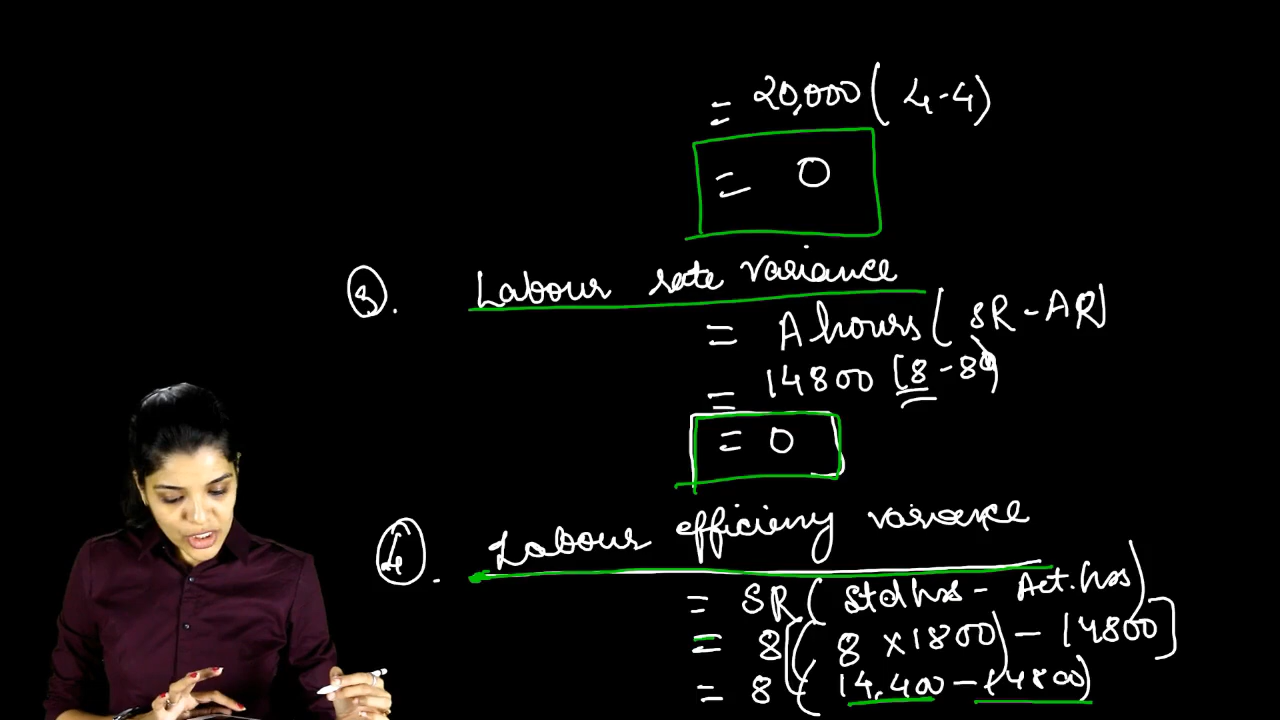 = 20,000 ( 4-4)
= 0
3. Labour rate variance
= A hours ( SR - AR)
= 14800 [8-8)
= 0
4. Labour efficiency variance
= SR ( Std hrs - Act. hrs)
= 8 [( 8 × 1800) - 14800]
= 8 ( 14,400 - 14800)